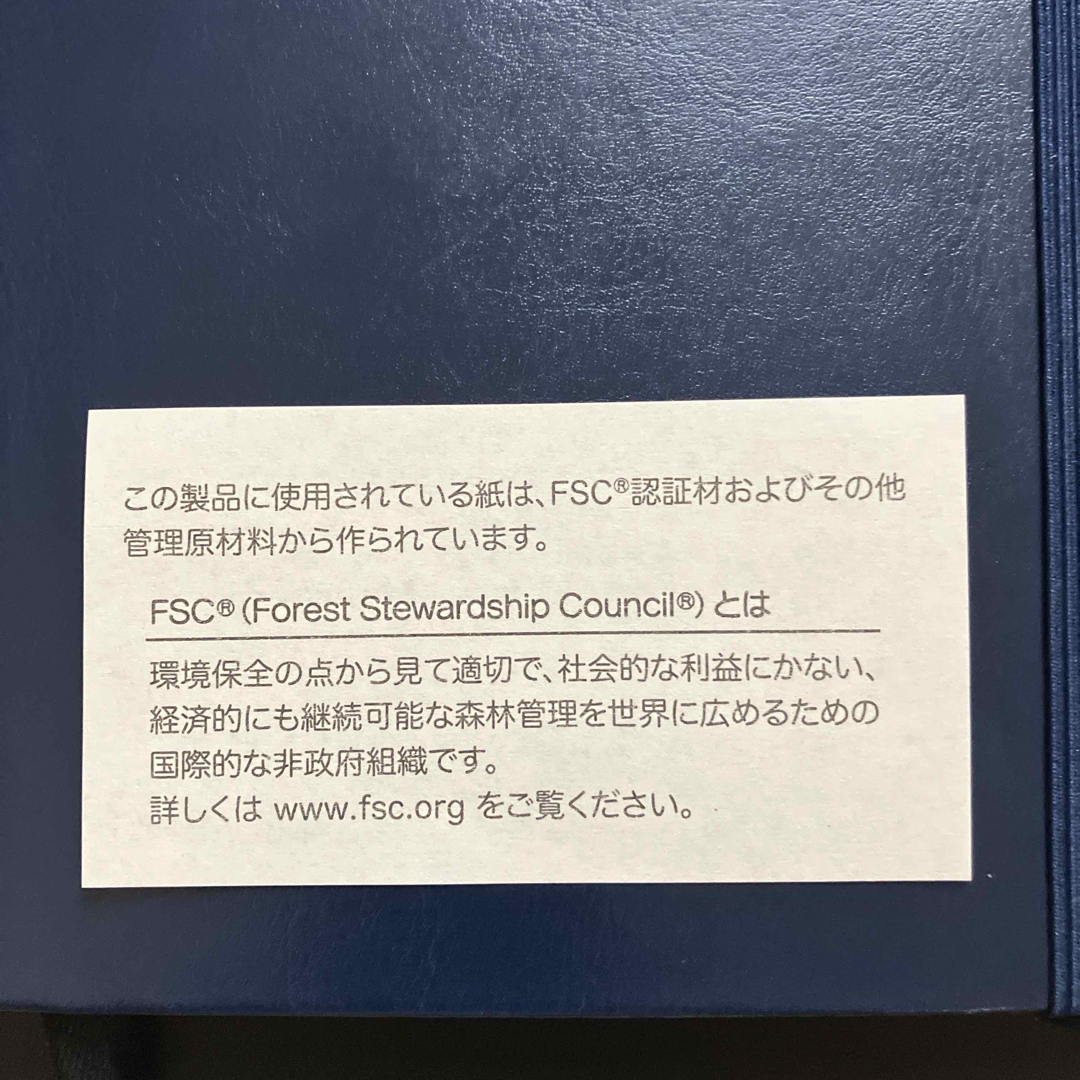 この製品に使用されている紙は、FSC®認証材およびその他
管理原材料から作られています。
FSC®(Forest Stewardship Council®)とは
環境保全の点から見て適切で、社会的な利益にかない、
経済的にも継続可能な森林管理を世界に広めるための
国際的な非政府組織です。
詳しくは www.fsc.org をご覧ください。